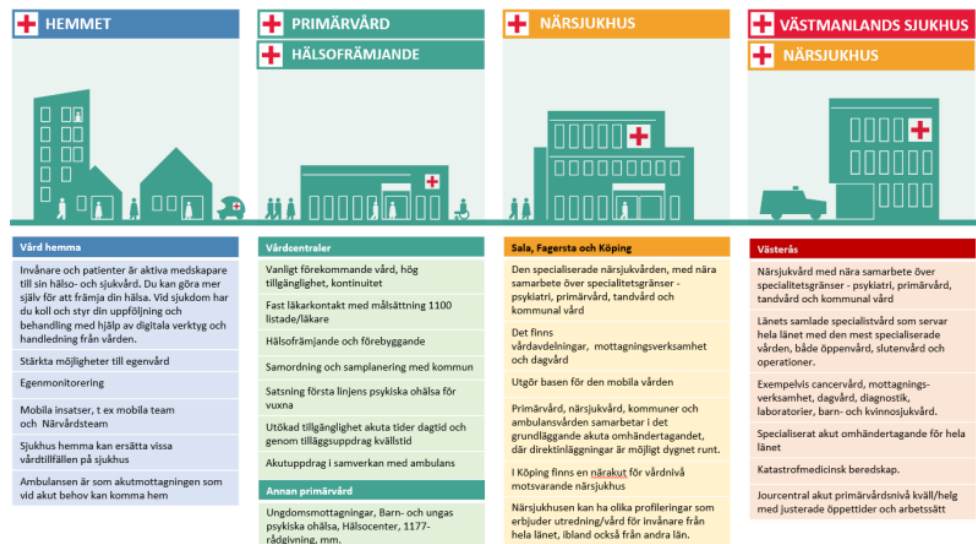 HEMMET
Vård hemma
Invånare och patienter är aktiva medskapare
till sin hälso- och sjukvård. Du kan göra mer
själv för att främja din hälsa. Vid sjukdom har
du koll och styr din uppföljning och
behandling med hjälp av digitala verktyg och
handledning från vården.
Stärkta möjligheter till egenvård
Egenmonitorering
Mobila insatser, t ex mobila team
och Närvårdsteam
Sjukhus hemma kan ersätta vissa
vårdtillfällen på sjukhus
Ambulansen är som akutmottagningen som
vid akut behov kan komma hem
PRIMÄRVÅRD
HÄLSOFRÄMJANDE
Vårdcentraler
Vanligt förekommande vård, hög
tillgänglighet, kontinuitet
Fast läkarkontakt med målsättning 1100
listade/läkare
Hälsofrämjande och förebyggande
Samordning och samplanering med kommun
Satsning första linjens psykiska ohälsa för
vuxna
Utökad tillgänglighet akuta tider dagtid och
genom tilläggsuppdrag kvällstid
Akutuppdrag i samverkan med ambulans
Annan primärvård
Ungdomsmottagningar, Barn- och ungas
psykiska ohälsa, Hälsocenter, 1177-
rådgivning, mm.
NÄRSJUKHUS
Sala, Fagersta och Köping
Den specialiserade närsjukvården, med nära
samarbete över specialitetsgränser -
psykiatri, primärvård, tandvård och
kommunal vård
Det finns
vårdavdelningar, mottagningsverksamhet
och dagvård
Utgör basen för den mobila vården
Primärvård, närsjukvård, kommuner och
ambulansvården samarbetar i det
grundläggande akuta omhändertagandet,
där direktinläggningar är möjligt dygnet runt.
I Köping finns en närakut för vårdnivå
motsvarande närsjukhus
Närsjukhusen kan ha olika profileringar som
erbjuder utredning/vård för invånare från
hela länet, ibland också från andra län.
VÄSTMANLANDS SJUKHUS
NÄRSJUKHUS
Västerås
Närsjukvård med nära samarbete över
specialitetsgränser - psykiatri, primärvård,
tandvård och kommunal vård
Länets samlade specialistvård som servar
hela länet med den mest specialiserade
vården, både öppenvård, slutenvård och
operationer.
Exempelvis cancervård, mottagnings-
verksamhet, dagvård, diagnostik,
laboratorier, barn- och kvinnosjukvård.
Specialiserat akut omhändertagande för hela
länet
Katastrofmedicinsk beredskap.
Jourcentral akut primärvårdsnivå kväll/helg
med justerade öppettider och arbetssätt